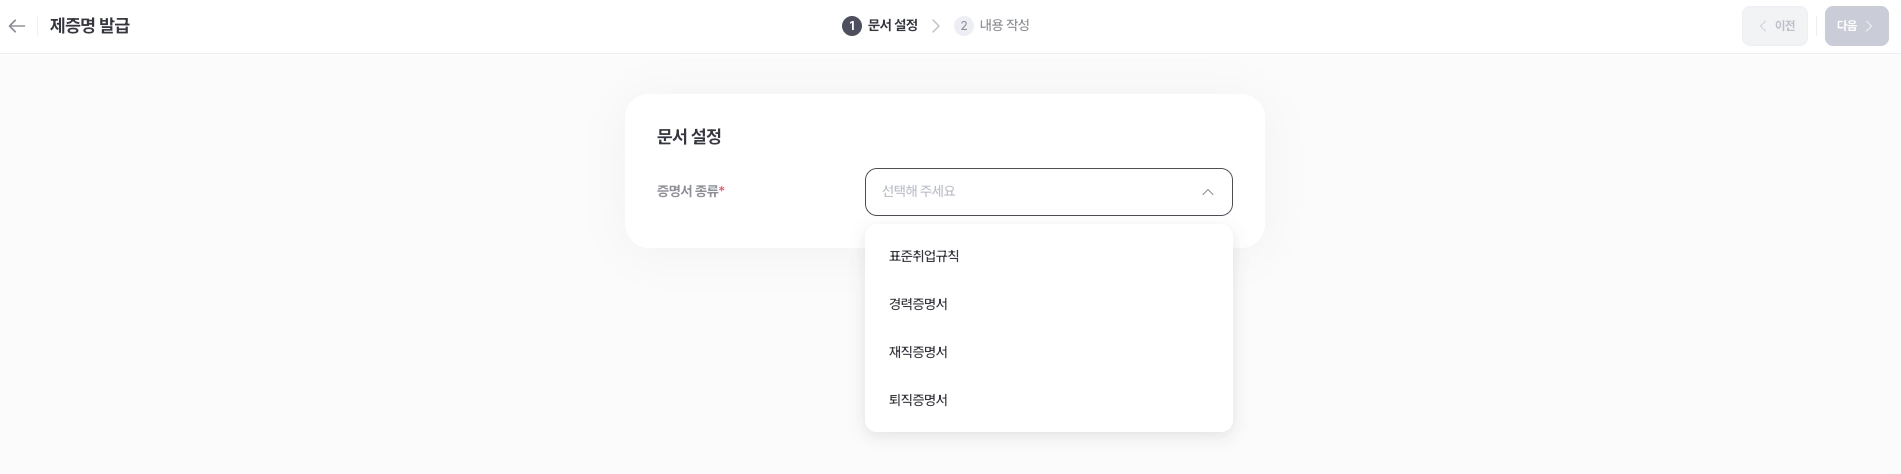 제증명 발급
1 문서 설정
2 내용 작성
이전
다음
문서 설정
증명서 종류*
선택해 주세요
표준취업규칙
경력증명서
재직증명서
퇴직증명서